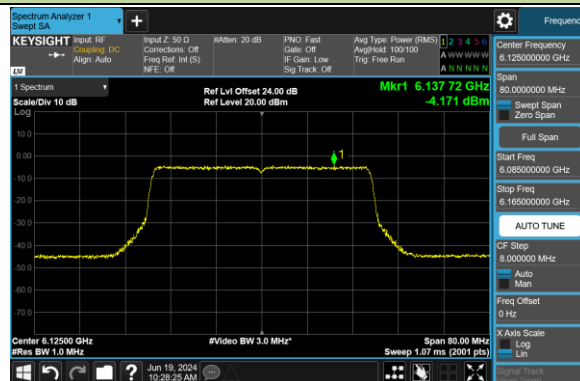 Spectrum Analyzer 1
Swept SA
+
Frequency
KEYSIGHT
Input: RF
Coupling: DC
Align: Auto
Input Z: 50 Ω
Corrections: Off
Freq Ref: Int (S)
NFE: Off
#Atten: 20 dB
PNO: Fast
Gate: Off
IF Gain: Low
Sig Track: Off
Avg Type: Power (RMS)
Avg|Hold: 100/100
Trig: Free Run
1 2 3 4 5 6
A W W W W W
A N N N N N
LXI
1 Spectrum
Scale/Div 10 dB
Log
Ref Lvl Offset 24.00 dB
Ref Level 20.00 dBm
Mkr1 6.137 72 GHz
-4.171 dBm
10.0
0.00
-10.0
-20.0
-30.0
-40.0
-50.0
-60.0
-70.0
1
Center 6.12500 GHz
#Res BW 1.0 MHz
#Video BW 3.0 MHz*
Span 80.00 MHz
Sweep 1.07 ms (2001 pts)
Jun 19, 2024
10:28:25 AM
?
Center Frequency
6.125000000 GHz
Span
80.0000000 MHz
Swept Span
Zero Span
Full Span
Start Freq
6.085000000 GHz
Stop Freq
6.165000000 GHz
AUTO TUNE
CF Step
8.000000 MHz
Auto
Man
Freq Offset
0 Hz
X Axis Scale
Log
Lin
Signal Track